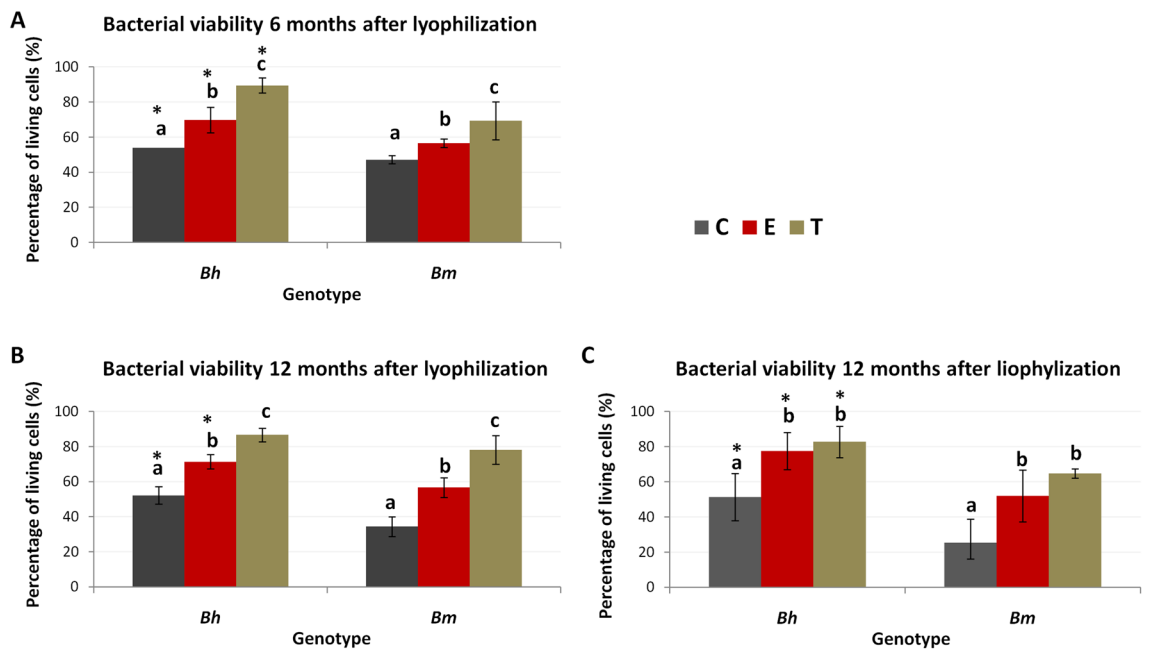 A
Bacterial viability 6 months after lyophilization
Percentage of living cells (%)
100
80
60
40
20
0
*
a
*
b
*
c
a
b
c
Bh
Bm
Genotype
C E T
B
Bacterial viability 12 months after lyophilization
Percentage of living cells (%)
100
80
60
40
20
0
*
a
*
b
c
a
b
c
Bh
Bm
Genotype
C
Bacterial viability 12 months after liophylization
Percentage of living cells (%)
100
80
60
40
20
0
*
a
*
b
*
b
a
b
b
Bh
Bm
Genotype